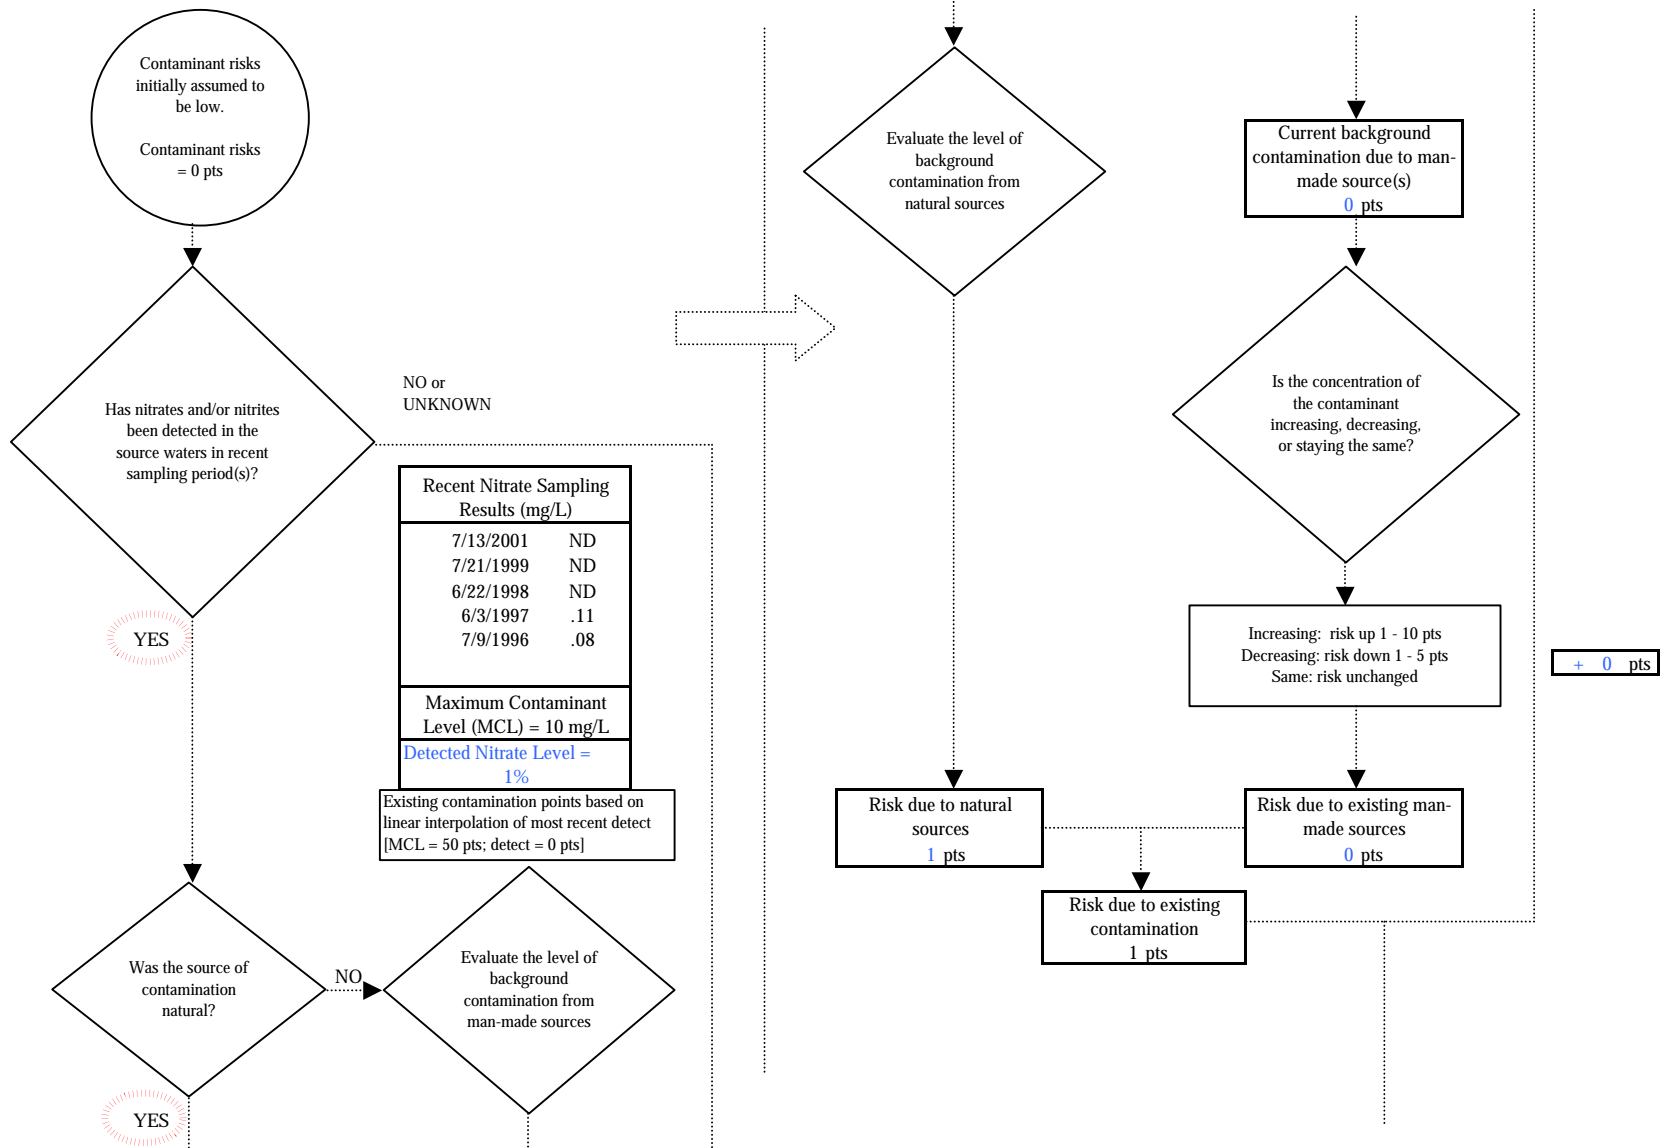 Contaminant risks
initially assumed to
be low.
Contaminant risks
= 0 pts
Has nitrates and/or nitrites
been detected in the
source waters in recent
sampling period(s)?
NO or
UNKNOWN
YES
Recent Nitrate Sampling
Results (mg/L)
7/13/2001 ND
7/21/1999 ND
6/22/1998 ND
6/3/1997 .11
7/9/1996 .08
Maximum Contaminant
Level (MCL) = 10 mg/L
Detected Nitrate Level =
1%
Existing contamination points based on
linear interpolation of most recent detect
[MCL = 50 pts; detect = 0 pts]
Was the source of
contamination
natural?
NO
YES
Evaluate the level of
background
contamination from
man-made sources
Evaluate the level of
background
contamination from
natural sources
Current background
contamination due to man-
made source(s)
0 pts
Is the concentration of
the contaminant
increasing, decreasing,
or staying the same?
Increasing: risk up 1 - 10 pts
Decreasing: risk down 1 - 5 pts
Same: risk unchanged
+ 0 pts
Risk due to natural
sources
1 pts
Risk due to existing man-
made sources
0 pts
Risk due to existing
contamination
1 pts